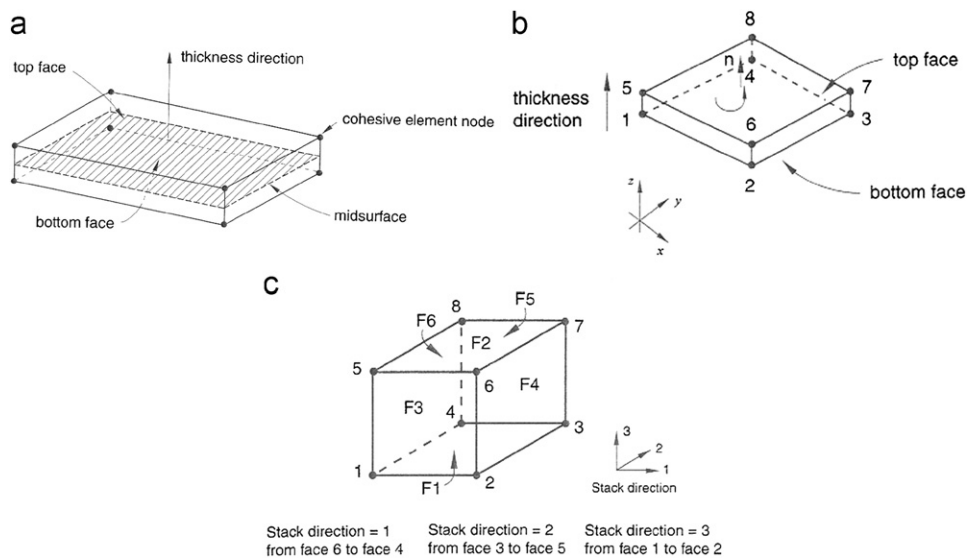 a
thickness direction
top face
cohesive element node
bottom face
midsurface
b
8
n
4
top face
5
7
thickness
direction
1
6
3
2
bottom face
z
y
x
c
8
F5
F6
7
F2
5
6
F4
F3
4
3
1
2
F1
3
2
1
Stack direction
Stack direction = 1
from face 6 to face 4
Stack direction = 2
from face 3 to face 5
Stack direction = 3
from face 1 to face 2